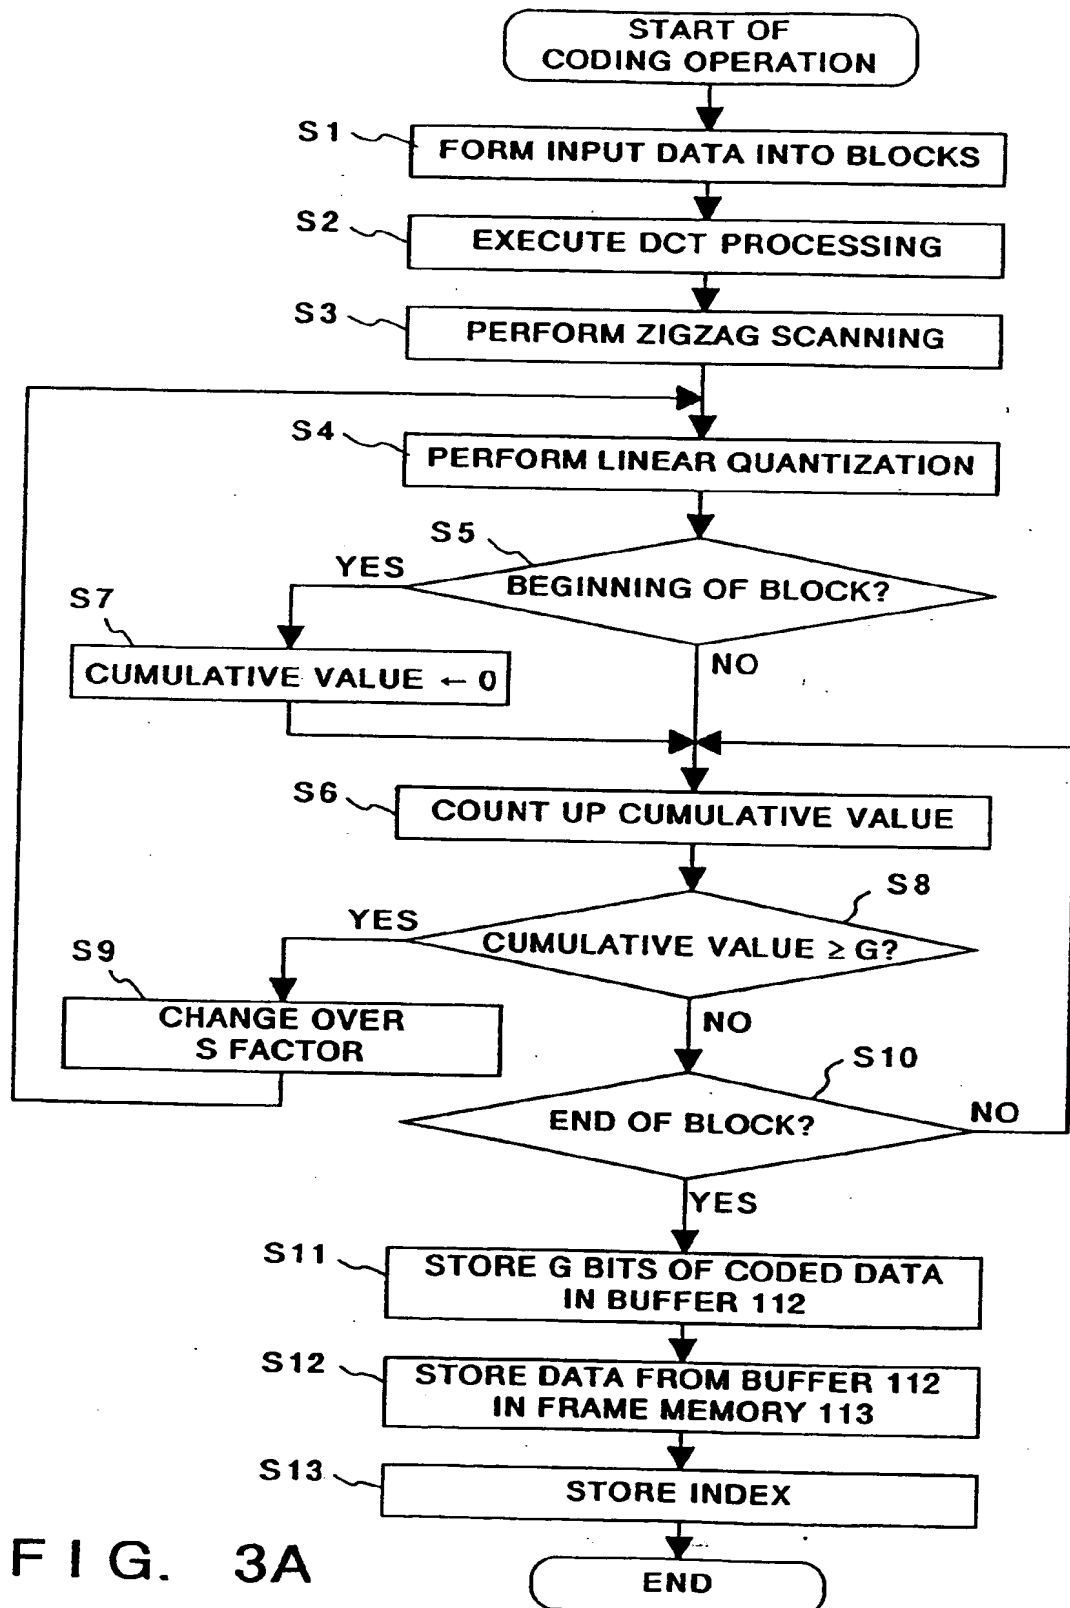 START OF
CODING OPERATION
S1
FORM INPUT DATA INTO BLOCKS
S2
EXECUTE DCT PROCESSING
S3
PERFORM ZIGZAG SCANNING
S4
PERFORM LINEAR QUANTIZATION
S5
YES
BEGINNING OF BLOCK?
S7
NO
CUMULATIVE VALUE ← 0
S6
COUNT UP CUMULATIVE VALUE
S8
YES
CUMULATIVE VALUE ≥ G?
S9
CHANGE OVER
S FACTOR
NO
S10
END OF BLOCK?
NO
YES
S11
STORE G BITS OF CODED DATA
IN BUFFER 112
S12
STORE DATA FROM BUFFER 112
IN FRAME MEMORY 113
S13
STORE INDEX
END
FIG. 3A